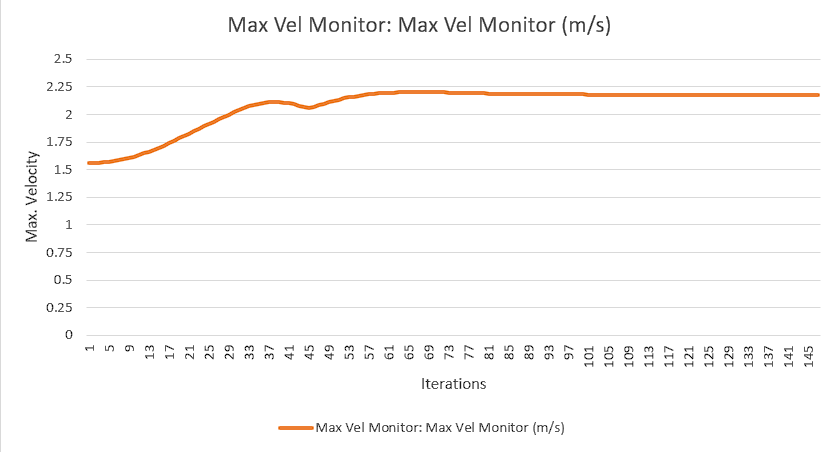 Max Vel Monitor: Max Vel Monitor (m/s)
2.5
2.25
2
1.75
1.5
1.25
1
0.75
0.5
0.25
0
Max. Velocity
1 5 9 13 17 21 25 29 33 37 41 45 49 53 57 61 65 69 73 77 81 85 89 93 97 101 105 109 113 117 121 125 129 133 137 141 145
Iterations
Max Vel Monitor: Max Vel Monitor (m/s)